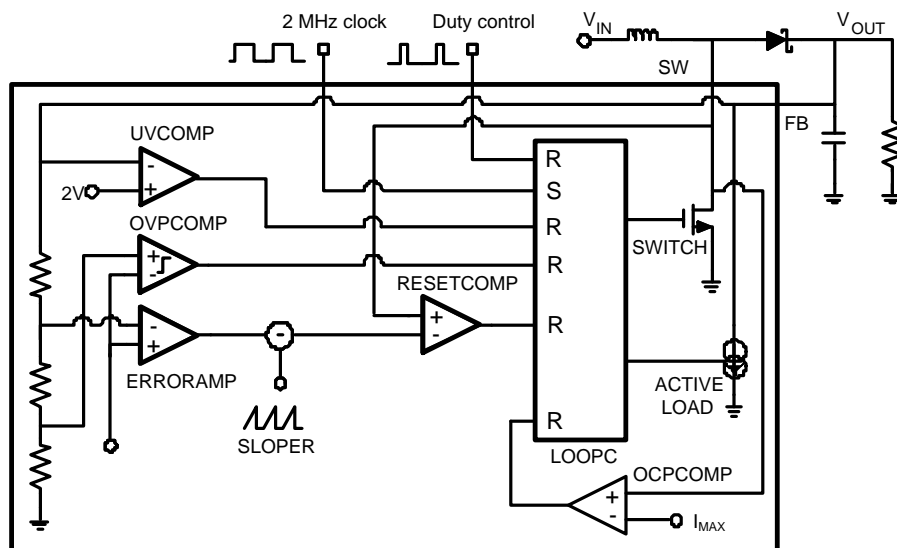 2 MHz clock
Duty control
VIN
VOUT
SW
FB
UVCOMP
-
+
2V
R
S
R
OVPCOMP
+
-
R
SWITCH
RESETCOMP
+
-
R
-
+
-
ERRORAMP
ACTIVE
LOAD
SLOPER
R
LOOPC
OCPCOMP
+
-
IMAX